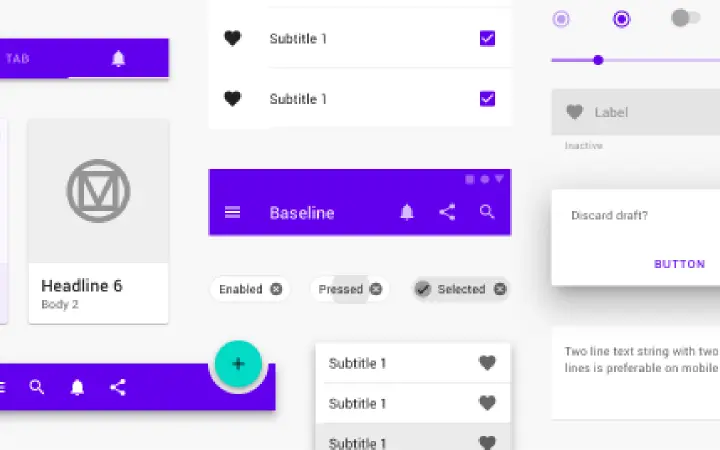 TAB
Headline 6
Body 2
Subtitle 1
Subtitle 1
Baseline
Enabled
Pressed
Selected
Subtitle 1
Subtitle 1
Subtitle 1
Label
Inactive
Discard draft?
BUTTON
Two line text string with two
lines is preferable on mobile